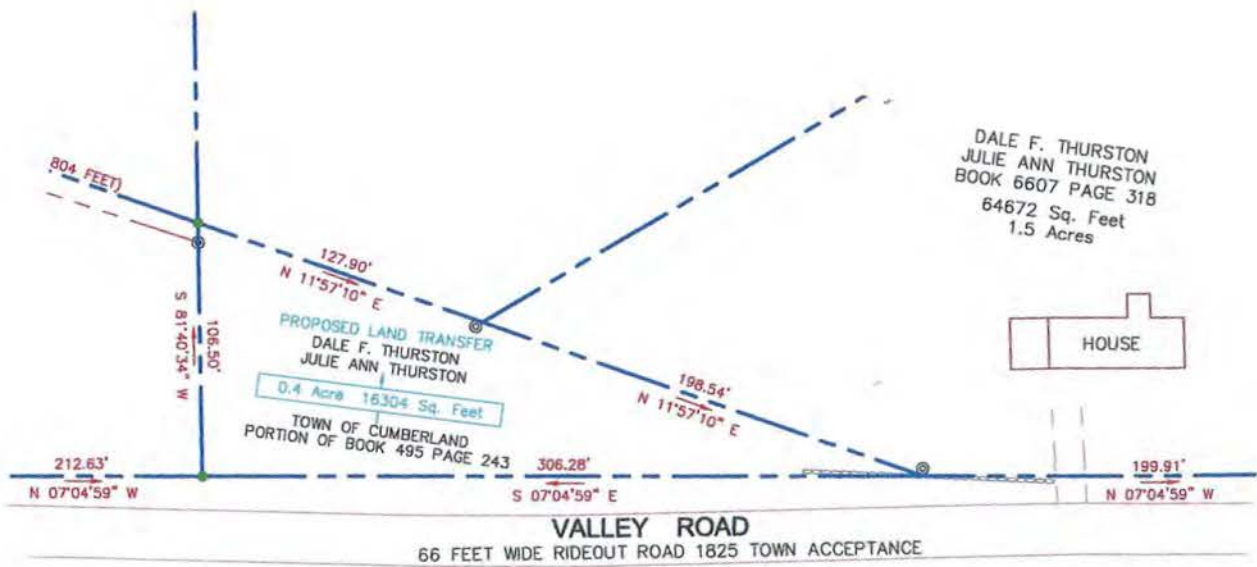 804 FEET)
127.90'
N 11°57'10" E
S 81°40'34" W
106.50'
PROPOSED LAND TRANSFER
DALE F. THURSTON
JULIE ANN THURSTON
0.4 Acre 16304 Sq. Feet
TOWN OF CUMBERLAND
PORTION OF BOOK 495 PAGE 243
198.54'
N 11°57'10" E
DALE F. THURSTON
JULIE ANN THURSTON
BOOK 6607 PAGE 318
64672 Sq. Feet
1.5 Acres
HOUSE
212.63'
N 07°04'59" W
306.28'
S 07°04'59" E
199.91'
N 07°04'59" W
VALLEY ROAD
66 FEET WIDE RIDEOUT ROAD 1825 TOWN ACCEPTANCE